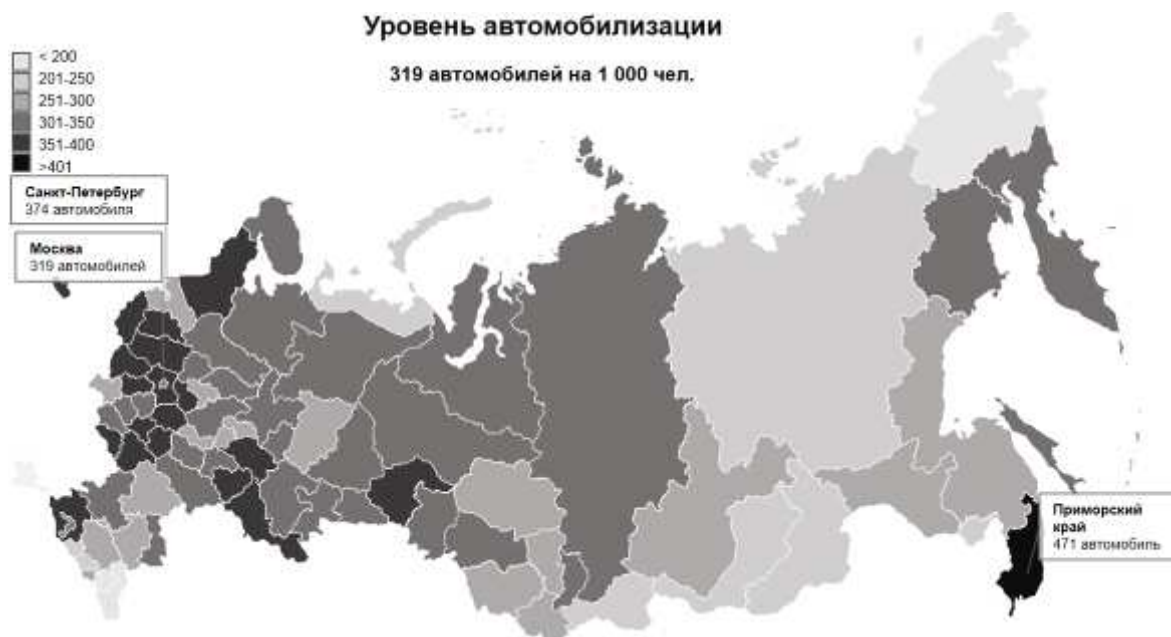 Уровень автомобилизации
319 автомобилей на 1 000 чел.
< 200
201-250
251-300
301-350
351-400
>401
Санкт-Петербург
374 автомобиля
Москва
319 автомобилей
Приморский
край
471 автомобиль